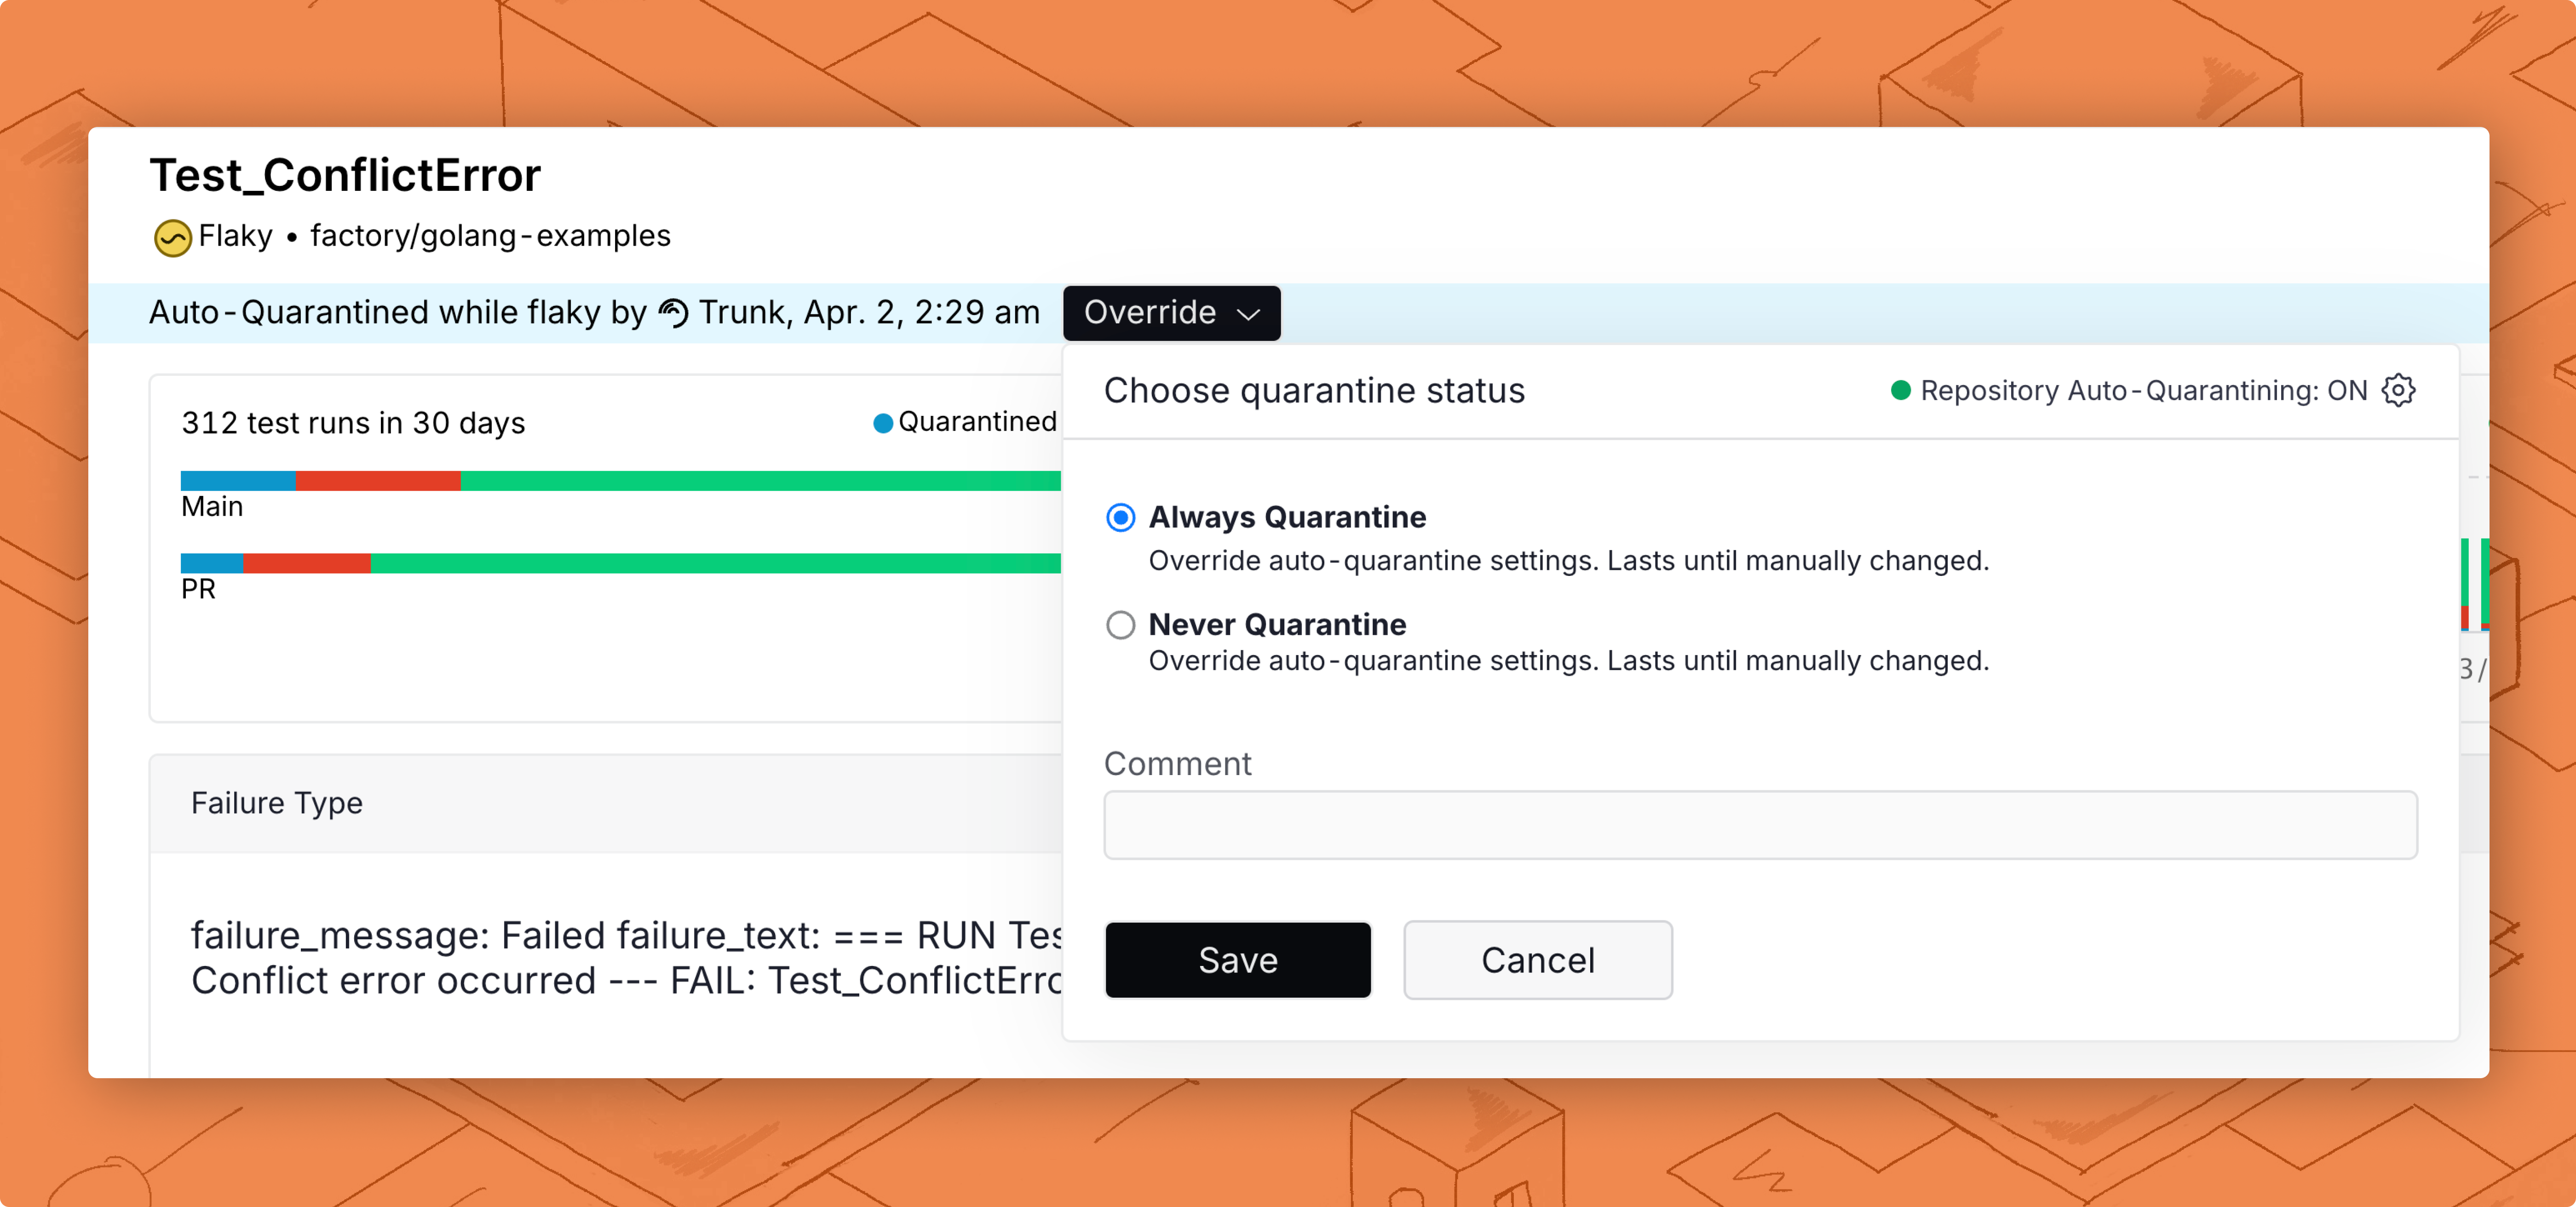 Test_ConflictError
Flaky • factory/golang-examples
Auto-Quarantined while flaky by Trunk, Apr. 2, 2:29 am
Override
312 test runs in 30 days
Quarantined
Main
PR
Choose quarantine status
Repository Auto-Quarantining: ON
Always Quarantine
Override auto-quarantine settings. Lasts until manually changed.
Never Quarantine
Override auto-quarantine settings. Lasts until manually changed.
3/
Comment
Save
Cancel
Failure Type
failure_message: Failed failure_text: === RUN Tes
Conflict error occurred --- FAIL: Test_ConflictErro